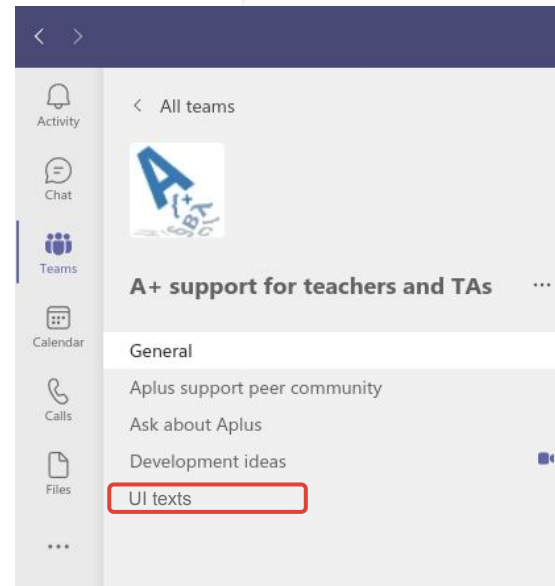 Activity
Chat
Teams
Calendar
Calls
Files
< All teams
A+ support for teachers and TAs ...
General
Aplus support peer community
Ask about Aplus
Development ideas
UI texts